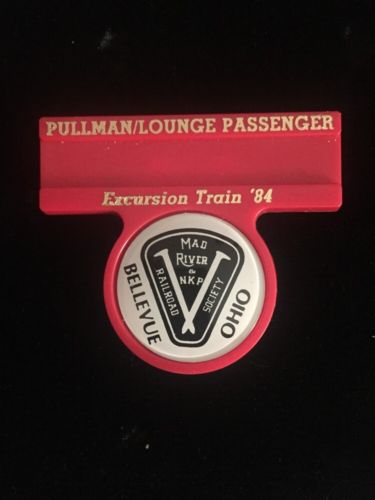 PULLMAN/LOUNGE PASSENGER
Excursion Train '84
MAD
RIVER
&
NKP
RAILROAD
SOCIETY
BELLEVUE
OHIO